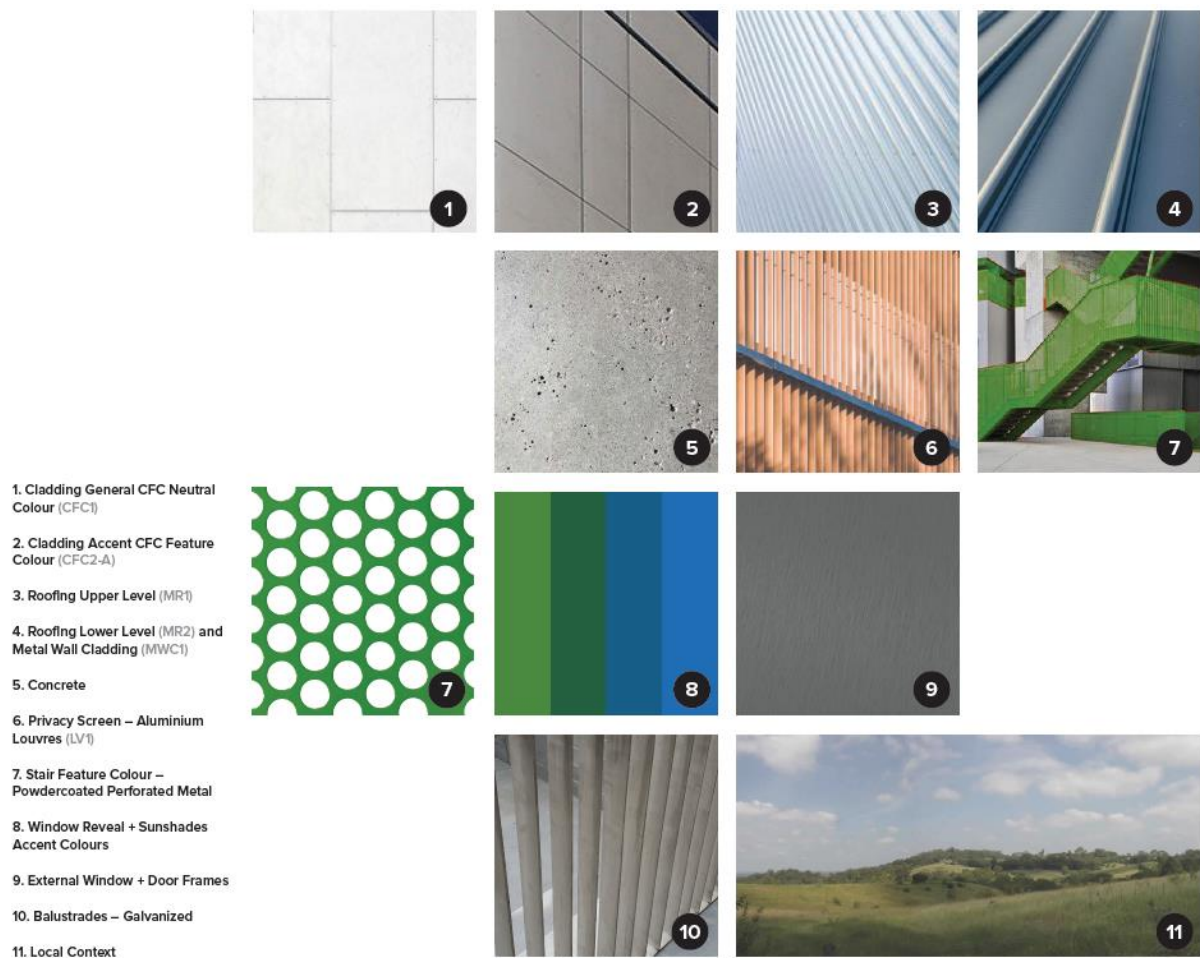 1
2
3
4
5
6
7
1. Cladding General CFC Neutral
Colour (CFC1)
2. Cladding Accent CFC Feature
Colour (CFC2-A)
3. Roofing Upper Level (MR1)
4. Roofing Lower Level (MR2) and
Metal Wall Cladding (MWC1)
5. Concrete
6. Privacy Screen – Aluminium
Louvres (LV1)
7. Stair Feature Colour –
Powdercoated Perforated Metal
8. Window Reveal + Sunshades
Accent Colours
9. External Window + Door Frames
10. Balustrades – Galvanized
11. Local Context
7
8
9
10
11